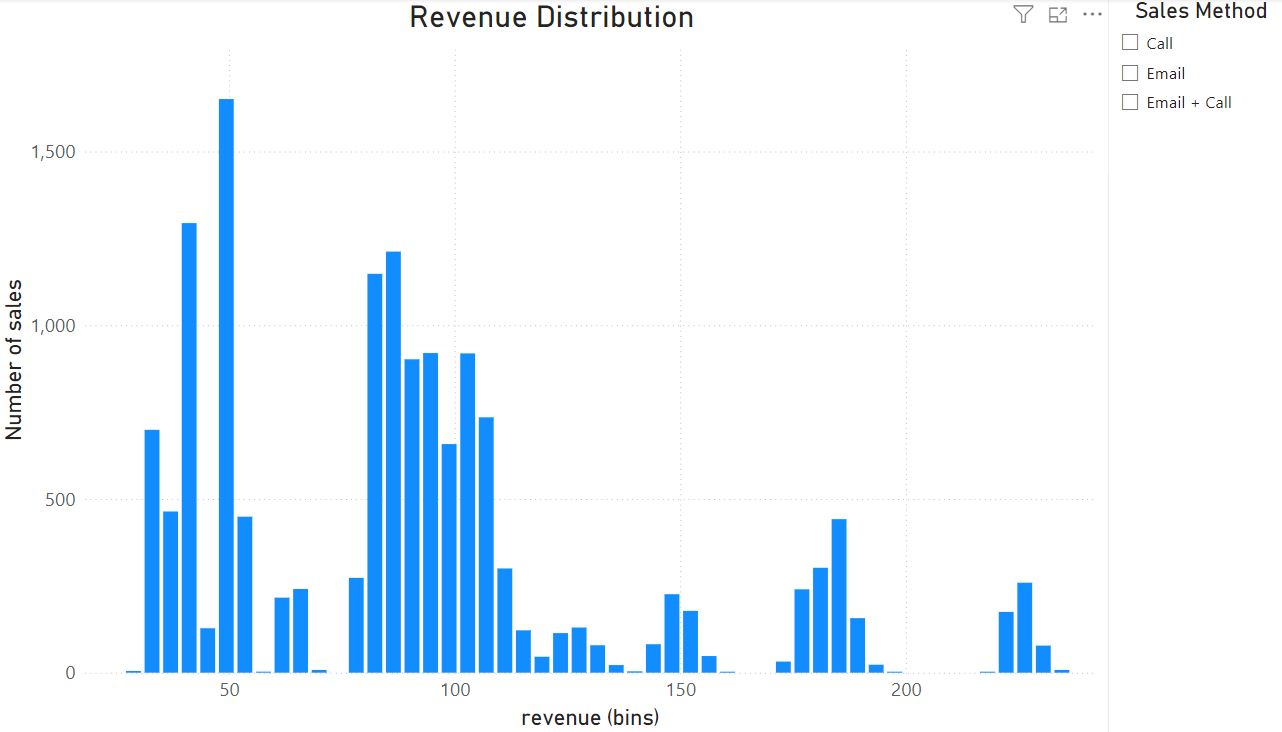 Revenue Distribution
Sales Method
Call
Email
Email + Call
Number of sales
1,500
1,000
500
0
50
100
150
200
revenue (bins)